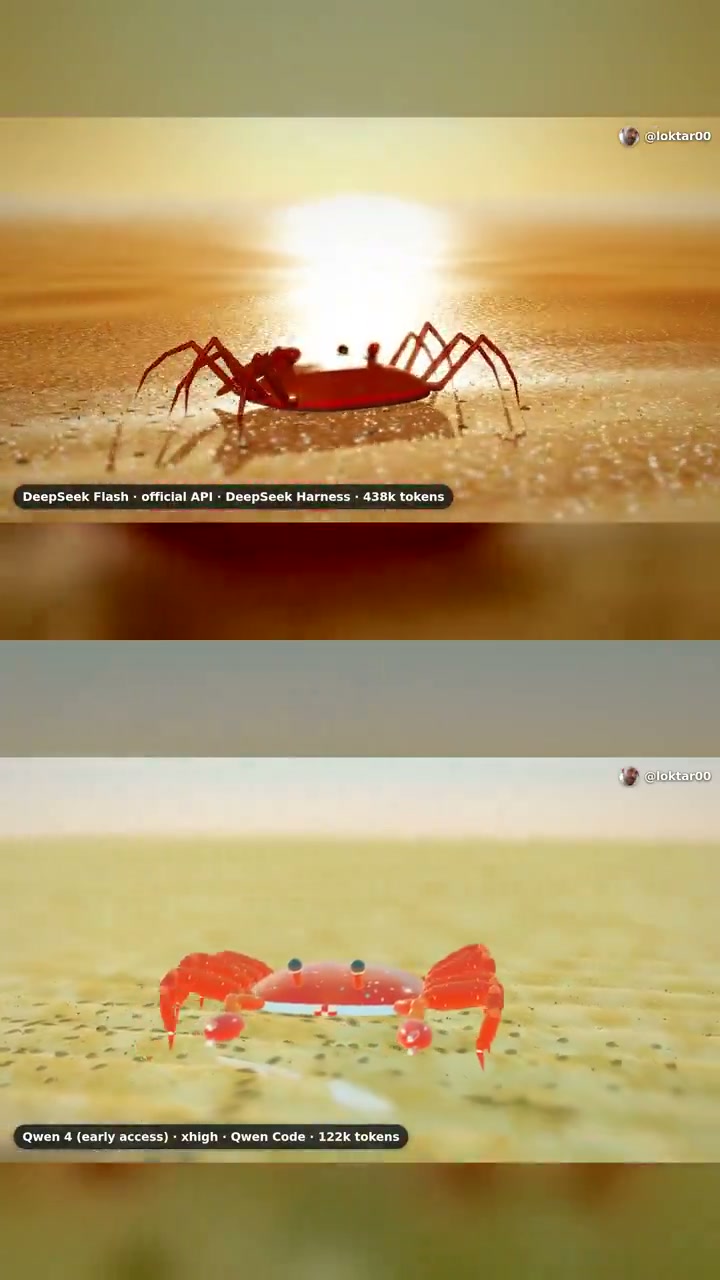 @loktar00
DeepSeek Flash · official API · DeepSeek Harness · 438k tokens
@loktar00
Qwen 4 (early access) · xhigh · Qwen Code · 122k tokens